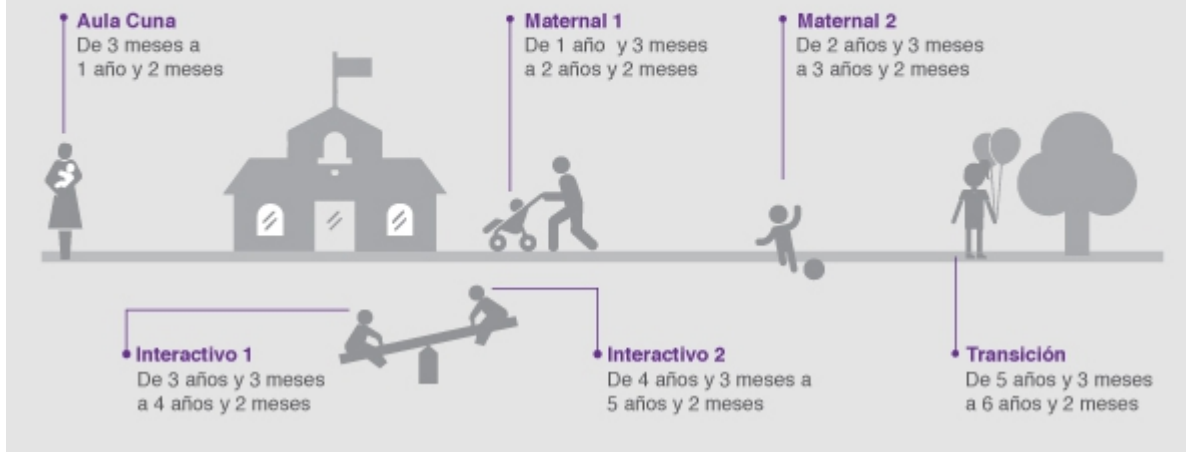 Aula Cuna
De 3 meses a
1 año y 2 meses
Maternal 1
De 1 año y 3 meses
a 2 años y 2 meses
Maternal 2
De 2 años y 3 meses
a 3 años y 2 meses
Interactivo 1
De 3 años y 3 meses
a 4 años y 2 meses
Interactivo 2
De 4 años y 3 meses a
5 años y 2 meses
Transición
De 5 años y 3 meses
a 6 años y 2 meses